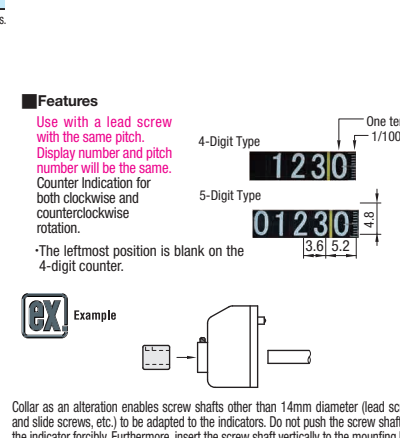 s.
■Features
Use with a lead screw
with the same pitch.
Display number and pitch
number will be the same.
Counter Indication for
both clockwise and
counterclockwise
rotation.
•The leftmost position is blank on the
4-digit counter.
4-Digit Type
One
1/100
1230
5-Digit Type
01230
4.8
3.6 5.2
ex. Example
Collar as an alteration enables screw shafts other than 14mm diameter (lead
and slide screws, etc.) to be adapted to the indicators. Do not push the screw shaft
the indicator forcibly. Furthermore, insert the screw shaft vertically to the mounting